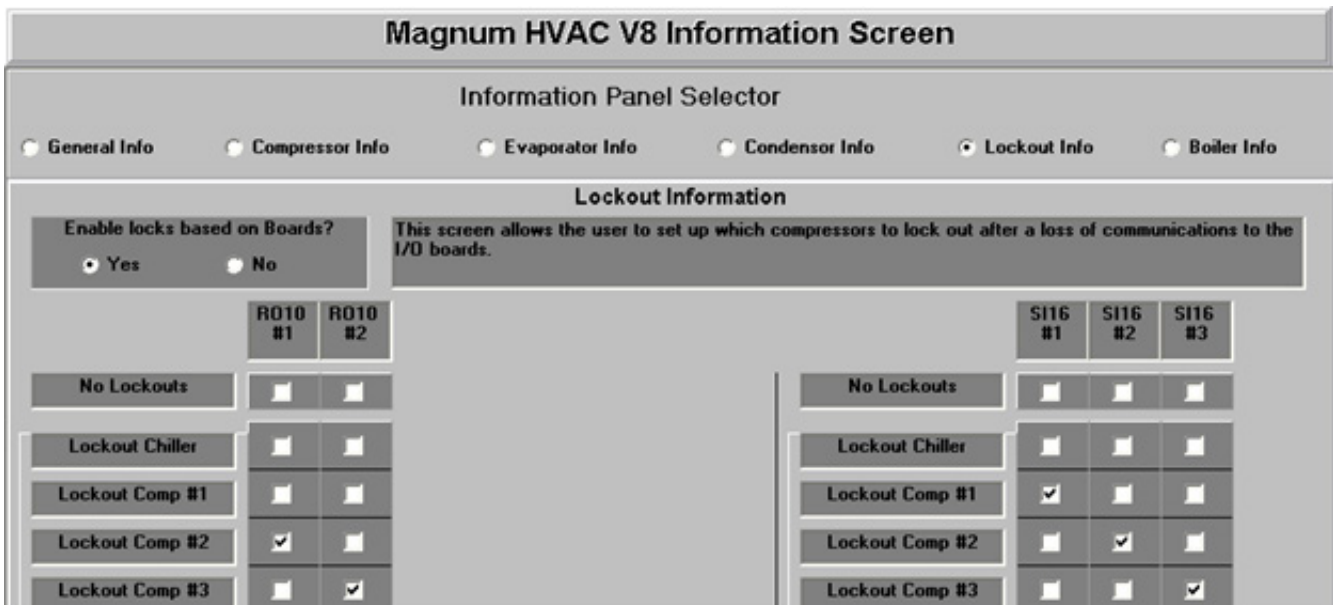 Magnum HVAC V8 Information Screen
Information Panel Selector
General Info Compressor Info Evaporator Info Condensor Info Lockout Info Boiler Info
Lockout Information
Enable locks based on Boards?
Yes No
This screen allows the user to set up which compressors to lock out after a loss of communications to the
I/O boards.
RO10 #1 RO10 #2
SI16 #1 SI16 #2 SI16 #3
No Lockouts No Lockouts
Lockout Chiller Lockout Chiller
Lockout Comp #1 Lockout Comp #1
Lockout Comp #2 Lockout Comp #2
Lockout Comp #3 Lockout Comp #3